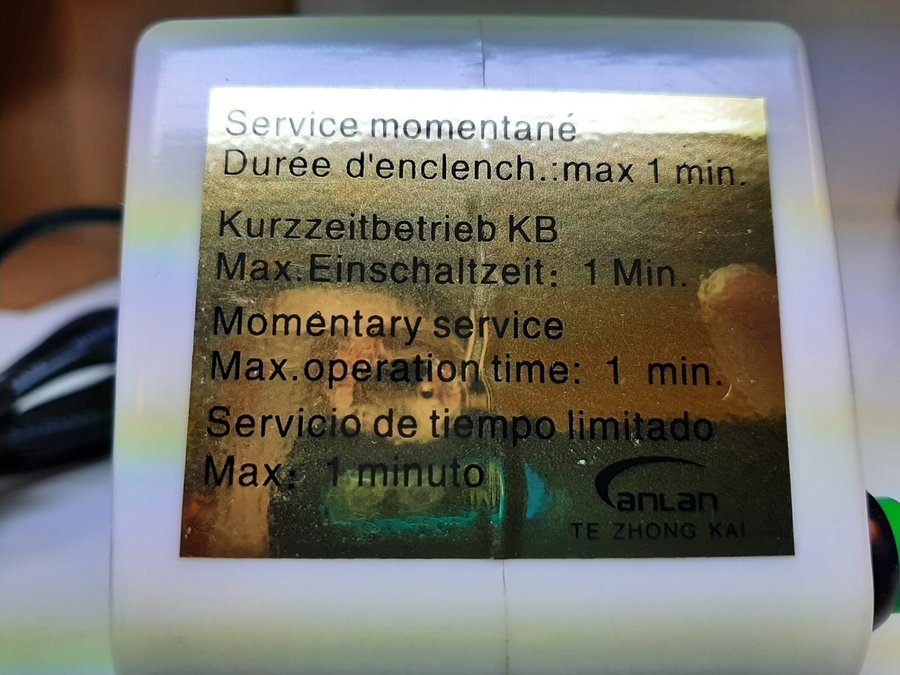 Service momentané
Durée d'enclench.:max 1 min.
Kurzzeitbetrieb KB
Max.Einschaltzeit: 1 Min.
Momentary service
Max.operation time: 1 min.
Servicio de tiempo limitado
Max: 1 minuto
canlan
TE ZHONG KAI